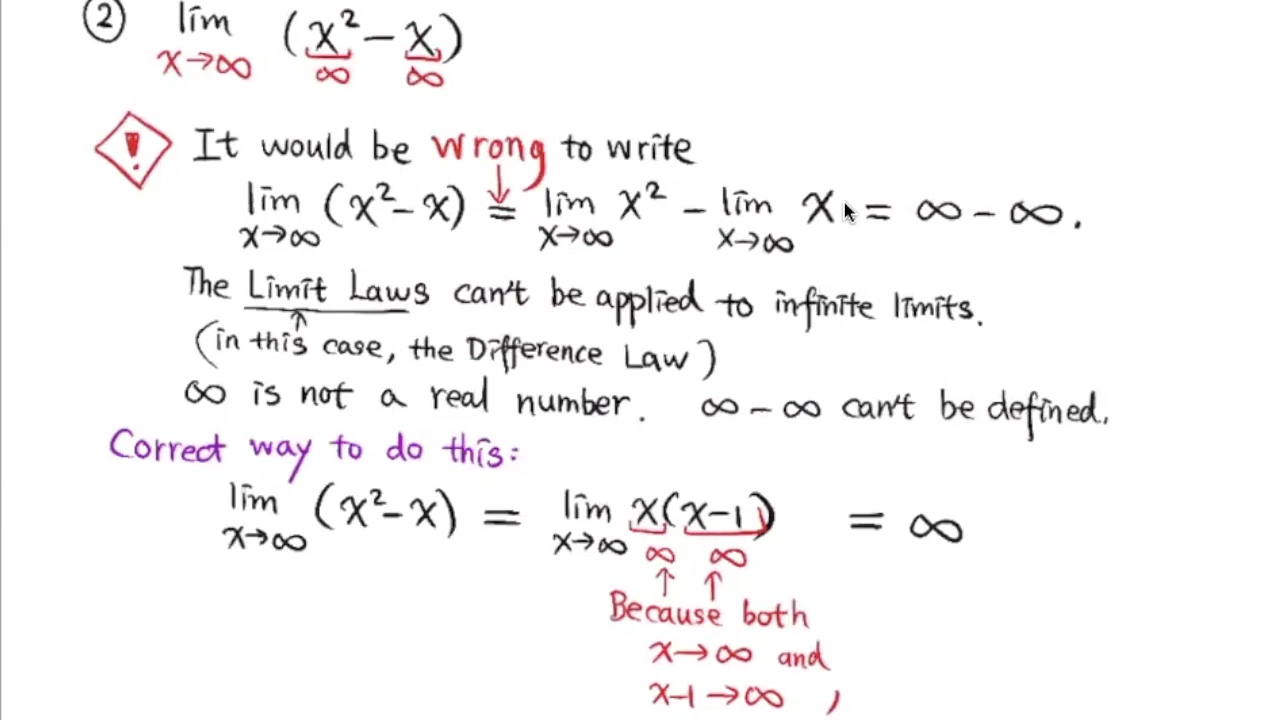 ② lim (x² − x)
x→∞ ∞ ∞
! It would be wrong to write
lim (x² − x) = lim x² − lim x = ∞ − ∞.
x→∞ x→∞ x→∞
The Limit Laws can't be applied to infinite limits.
(in this case, the Difference Law)
∞ is not a real number. ∞ − ∞ can't be defined.
Correct way to do this:
lim (x² − x) = lim x(x−1) = ∞
x→∞ x→∞ ∞ ∞
Because both
x→∞ and
x−1→∞ ,